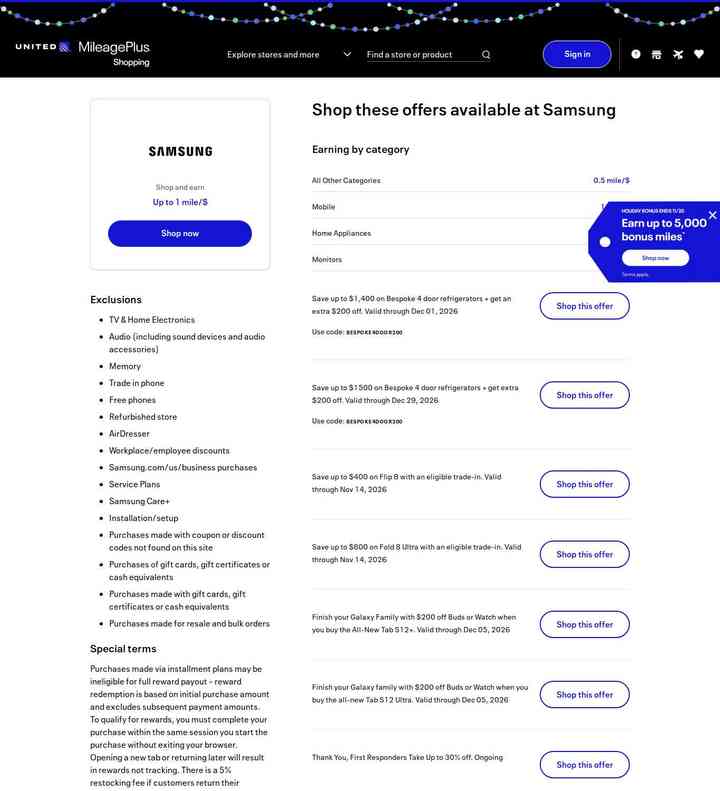 UNITED MileagePlus
Shopping
Explore stores and more
Find a store or product
Sign in
SAMSUNG
Shop and earn
Up to 1 mile/$
Shop now
Exclusions
• TV & Home Electronics
• Audio (including sound devices and audio
accessories)
• Memory
• Trade in phone
• Free phones
• Refurbished store
• AirDresser
• Workplace/employee discounts
• Samsung.com/us/business purchases
• Service Plans
• Samsung Care+
• Installation/setup
• Purchases made with coupon or discount
codes not found on this site
• Purchases of gift cards, gift certificates or
cash equivalents
• Purchases made with gift cards, gift
certificates or cash equivalents
• Purchases made for resale and bulk orders
Special terms
Purchases made via installment plans may be
ineligible for full reward payout - reward
redemption is based on initial purchase amount
and excludes subsequent payment amounts.
To qualify for rewards, you must complete your
purchase within the same session you start the
purchase without exiting your browser.
Opening a new tab or returning later will result
in rewards not tracking. There is a 5%
restocking fee if customers return their
Shop these offers available at Samsung
Earning by category
All Other Categories 0.5 mile/$
Mobile
Home Appliances
Monitors
HOLIDAY BONUS ENDS 11/20
Earn up to 5,000
bonus miles*
Shop now
Terms apply.
Save up to $1,400 on Bespoke 4 door refrigerators + get an
extra $200 off. Valid through Dec 01, 2026
Use code: BESPOKE4DOOR200
Shop this offer
Save up to $1500 on Bespoke 4 door refrigerators + get extra
$200 off. Valid through Dec 29, 2026
Use code: BESPOKE4DOOR200
Shop this offer
Save up to $400 on Flip 8 with an eligible trade-in. Valid
through Nov 14, 2026
Shop this offer
Save up to $800 on Fold 8 Ultra with an eligible trade-in. Valid
through Nov 14, 2026
Shop this offer
Finish your Galaxy Family with $200 off Buds or Watch when
you buy the All-New Tab S12+. Valid through Dec 05, 2026
Shop this offer
Finish your Galaxy family with $200 off Buds or Watch when you
buy the all-new Tab S12 Ultra. Valid through Dec 05, 2026
Shop this offer
Thank You, First Responders Take Up to 30% off. Ongoing
Shop this offer